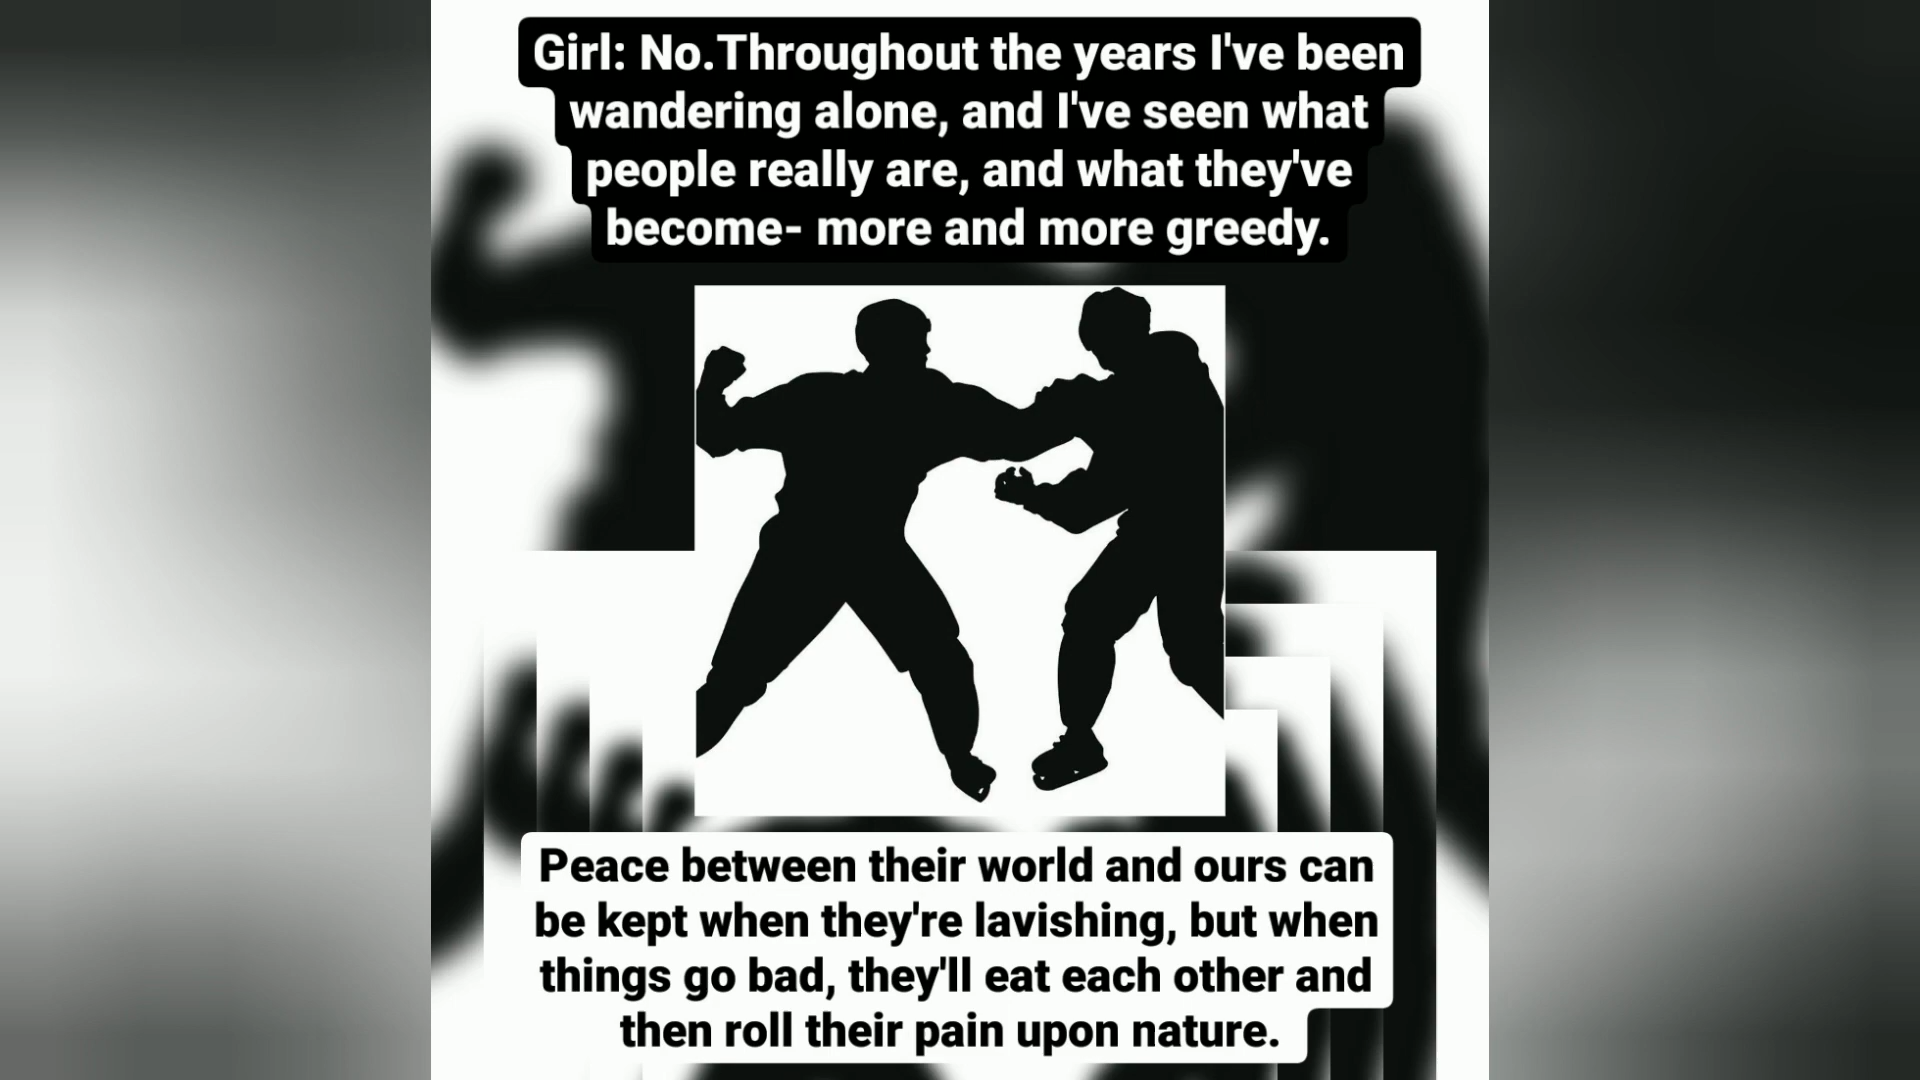 Girl: No.Throughout the years I've been
wandering alone, and I've seen what
people really are, and what they've
become- more and more greedy.
Peace between their world and ours can
be kept when they're lavishing, but when
things go bad, they'll eat each other and
then roll their pain upon nature.